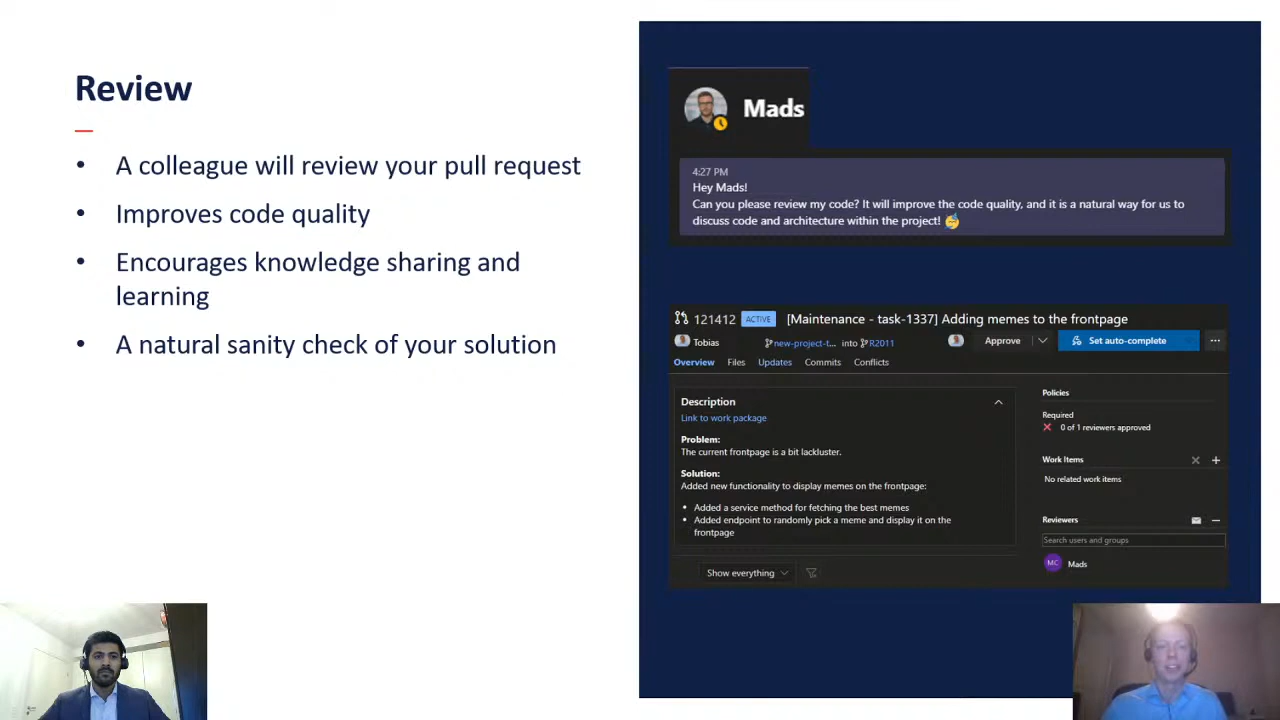 Review
• A colleague will review your pull request
• Improves code quality
• Encourages knowledge sharing and
learning
• A natural sanity check of your solution
Mads
4:27 PM
Hey Mads!
Can you please review my code? It will improve the code quality, and it is a natural way for us to
discuss code and architecture within the project! 🥳
121412 ACTIVE [Maintenance - task-1337] Adding memes to the frontpage
Tobias new-project-t... into R2011 Approve Set auto-complete ...
Overview Files Updates Commits Conflicts
Description
Link to work package
Problem:
The current frontpage is a bit lackluster.
Solution:
Added new functionality to display memes on the frontpage:
• Added a service method for fetching the best memes
• Added endpoint to randomly pick a meme and display it on the
frontpage
Show everything
Policies
Required
0 of 1 reviewers approved
Work Items
No related work items
Reviewers
Search users and groups
MC Mads